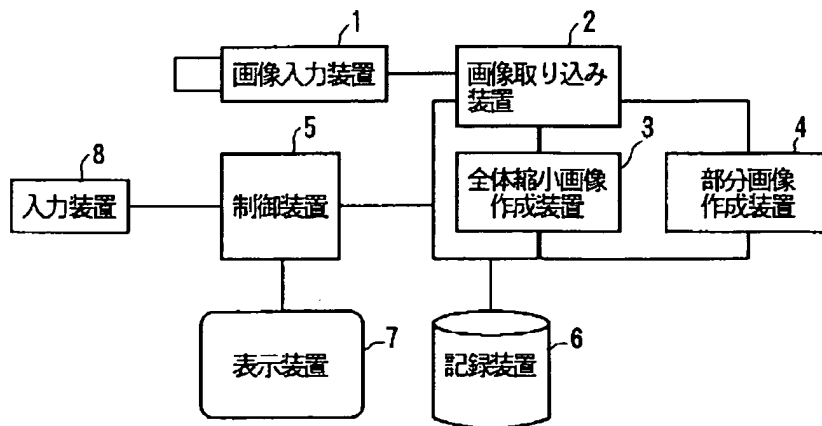 1
画像入力装置
2
画像取り込み
装置
3
全体縮小画像
作成装置
4
部分画像
作成装置
5
制御装置
8
入力装置
7
表示装置
6
記録装置